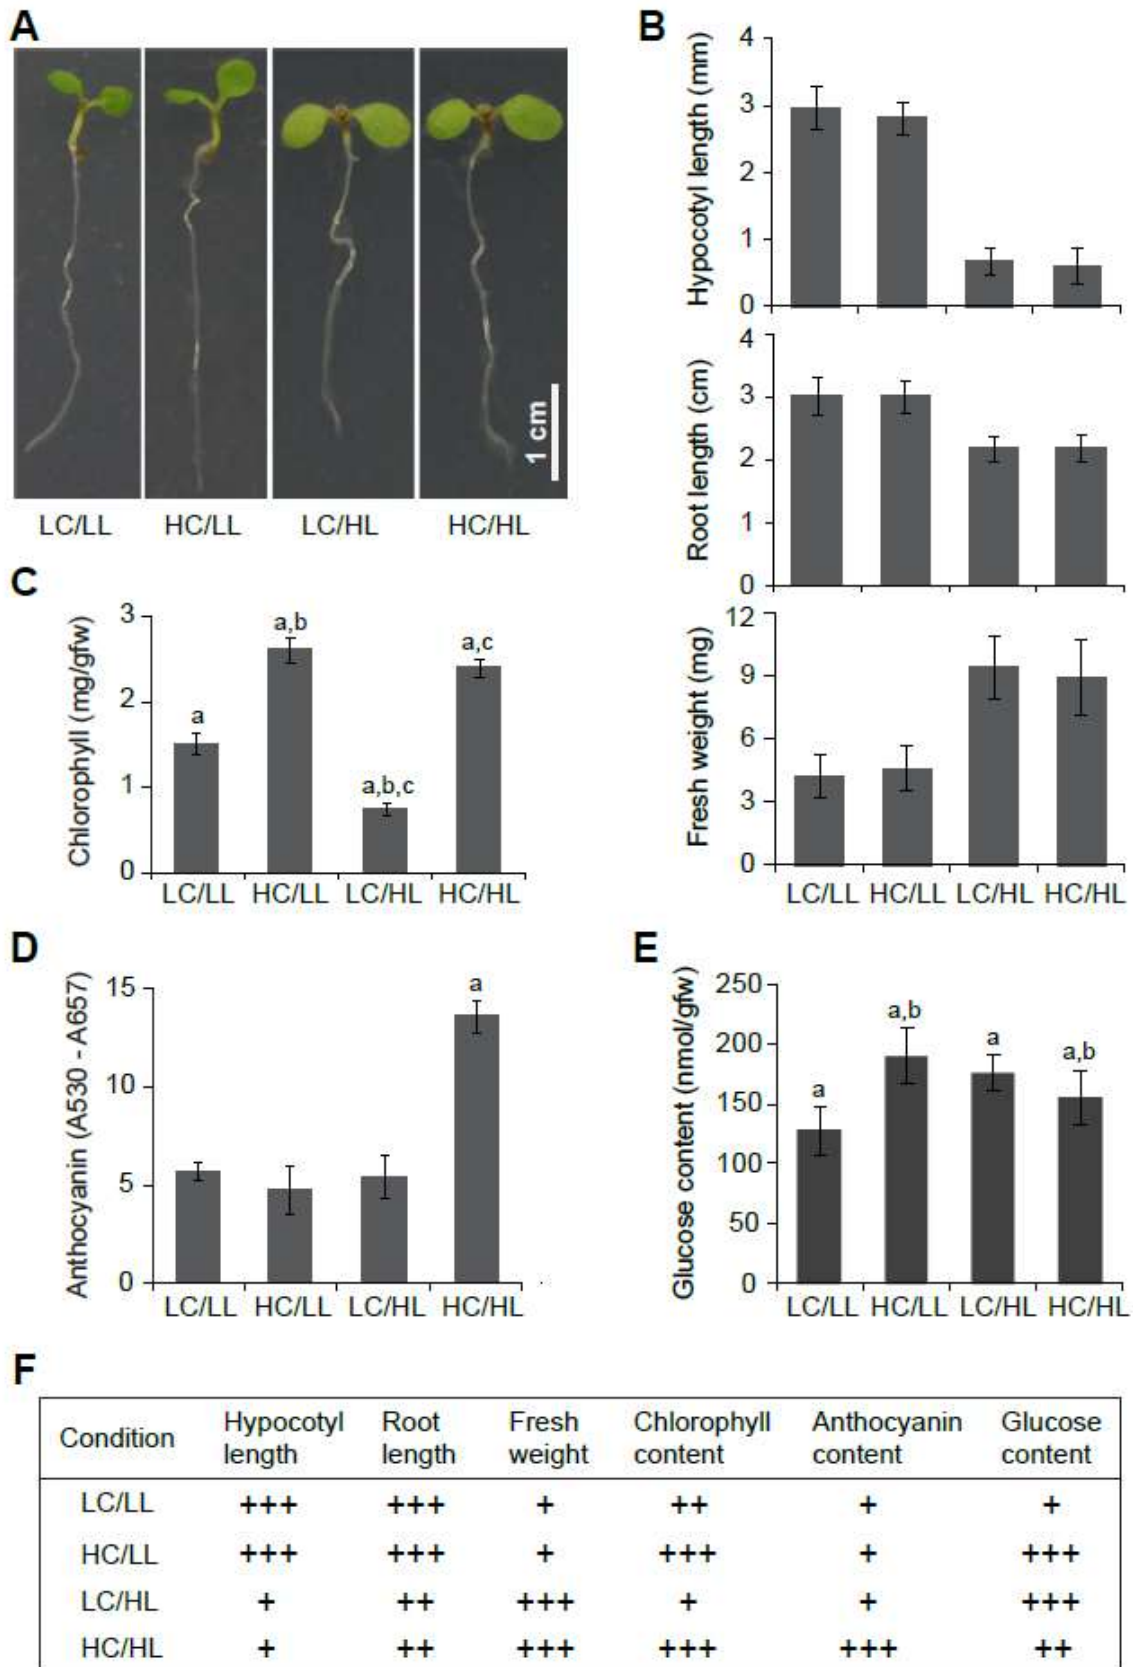 A
LC/LL HC/LL LC/HL HC/HL
1 cm
B
Hypocotyl length (mm)
4
3
2
1
0
Root length (cm)
4
3
2
1
0
Fresh weight (mg)
12
9
6
3
0
LC/LL HC/LL LC/HL HC/HL
C
Chlorophyll (mg/gfw)
3
2
1
0
a
a,b
a,b,c
a,c
LC/LL HC/LL LC/HL HC/HL
D
Anthocyanin (A530 - A657)
15
10
5
0
a
LC/LL HC/LL LC/HL HC/HL
E
Glucose content (nmol/gfw)
250
200
150
100
50
0
a
a,b
a
a,b
LC/LL HC/LL LC/HL HC/HL
F
Condition Hypocotyl length Root length Fresh weight Chlorophyll content Anthocyanin content Glucose content
LC/LL +++ +++ + ++ + +
HC/LL +++ +++ + +++ + +++
LC/HL + ++ +++ + + +++
HC/HL + ++ +++ +++ +++ ++